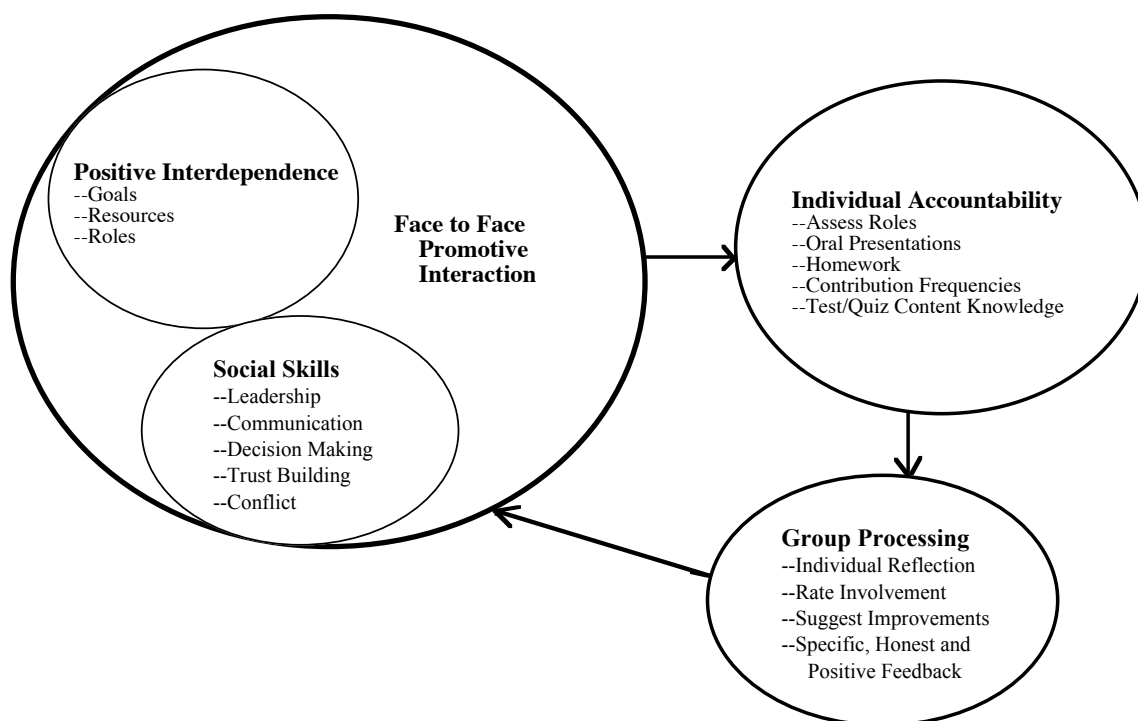 Positive Interdependence
--Goals
--Resources
--Roles
Face to Face
Promotive
Interaction
Social Skills
--Leadership
--Communication
--Decision Making
--Trust Building
--Conflict
Individual Accountability
--Assess Roles
--Oral Presentations
--Homework
--Contribution Frequencies
--Test/Quiz Content Knowledge
Group Processing
--Individual Reflection
--Rate Involvement
--Suggest Improvements
--Specific, Honest and
Positive Feedback